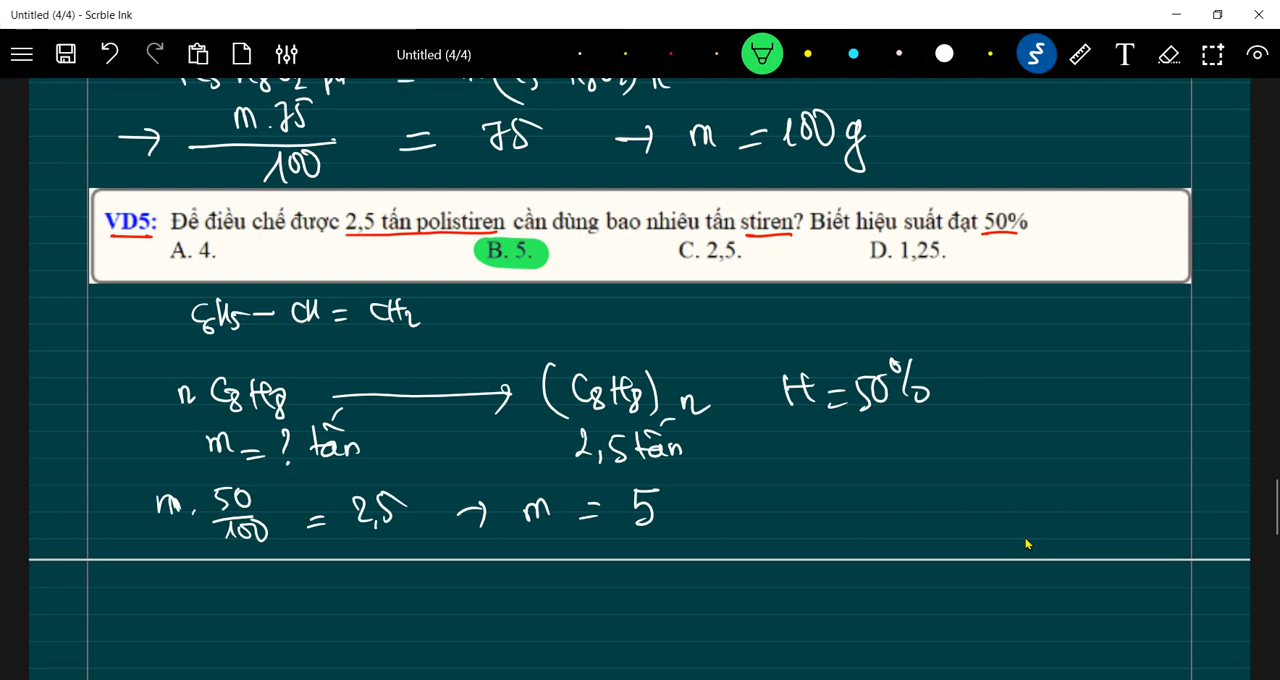 Untitled (4/4) - Scrble Ink
Untitled (4/4)
T
→ m.75/100 = 75 → m = 100 g
VD5: Để điều chế được 2,5 tấn polistiren cần dùng bao nhiêu tấn stiren? Biết hiệu suất đạt 50%
A. 4. B. 5. C. 2,5. D. 1,25.
C6H5 – CH = CH2
n C8H8 → (C8H8)n H = 50%
m = ? tấn 2,5 tấn
m . 50/100 = 2,5 → m = 5